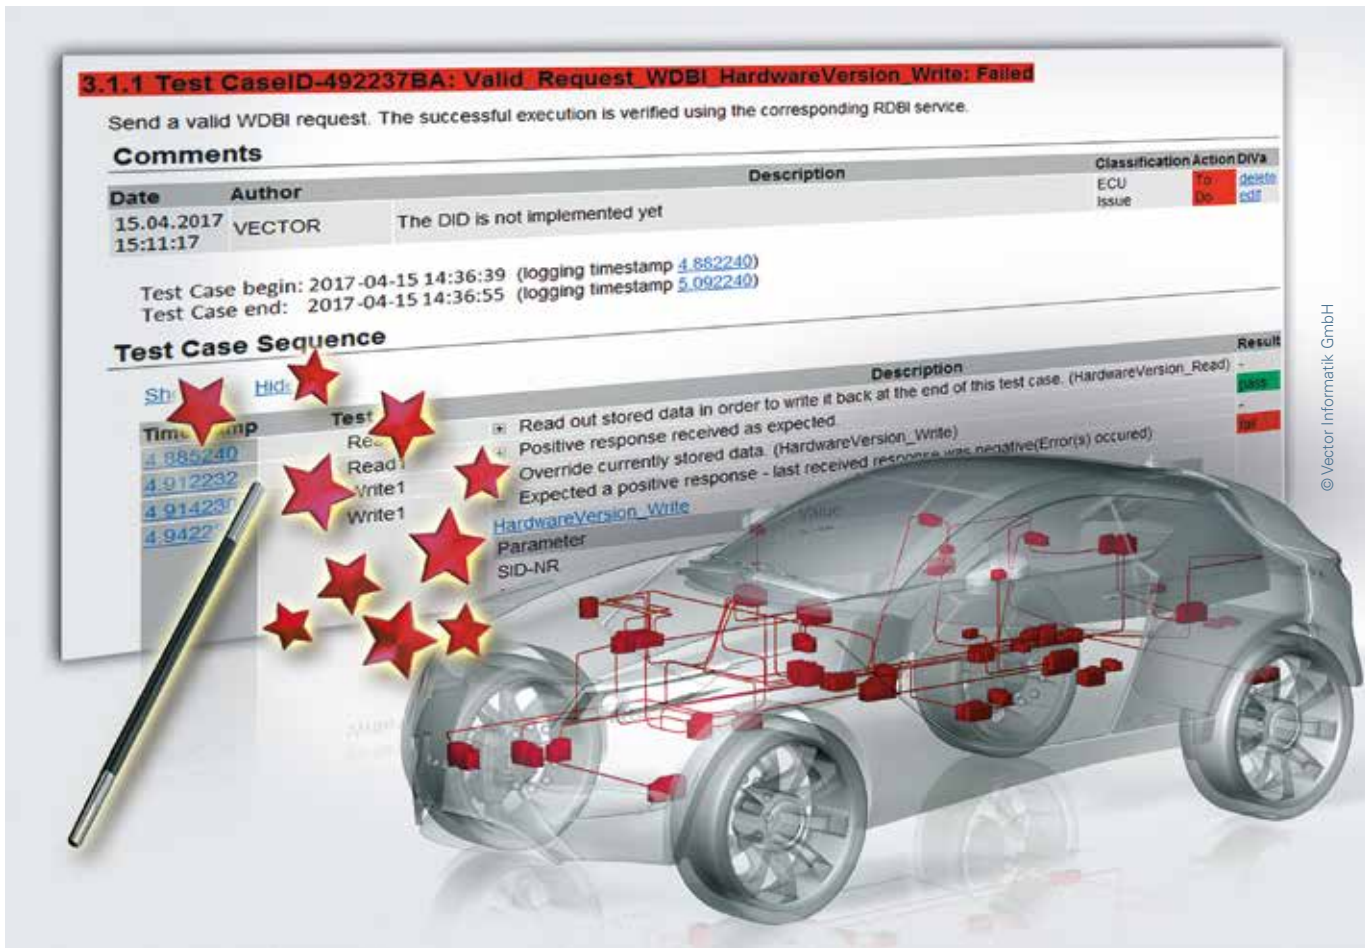 3.1.1 Test CaseID-492237BA: Valid_Request_WDBI_HardwareVersion_Write: Failed
Send a valid WDBI request. The successful execution is verified using the corresponding RDBI service.
Comments
Date Author Description Classification Action DiVa
15.04.2017 15:11:17 VECTOR The DID is not implemented yet ECU Issue To Do delete edit
Test Case begin: 2017-04-15 14:36:39 (logging timestamp 4.882240)
Test Case end: 2017-04-15 14:36:55 (logging timestamp 5.092240)
Test Case Sequence
Test Description Result
4.885240 Read out stored data in order to write it back at the end of this test case. (HardwareVersion_Read) -
4.912232 Positive response received as expected. pass
Write1 Override currently stored data. (HardwareVersion_Write) -
Write1 Expected a positive response - last received response was negative(Error(s) occured) fail
HardwareVersion_Write
Parameter Value
SID-NR
© Vector Informatik GmbH